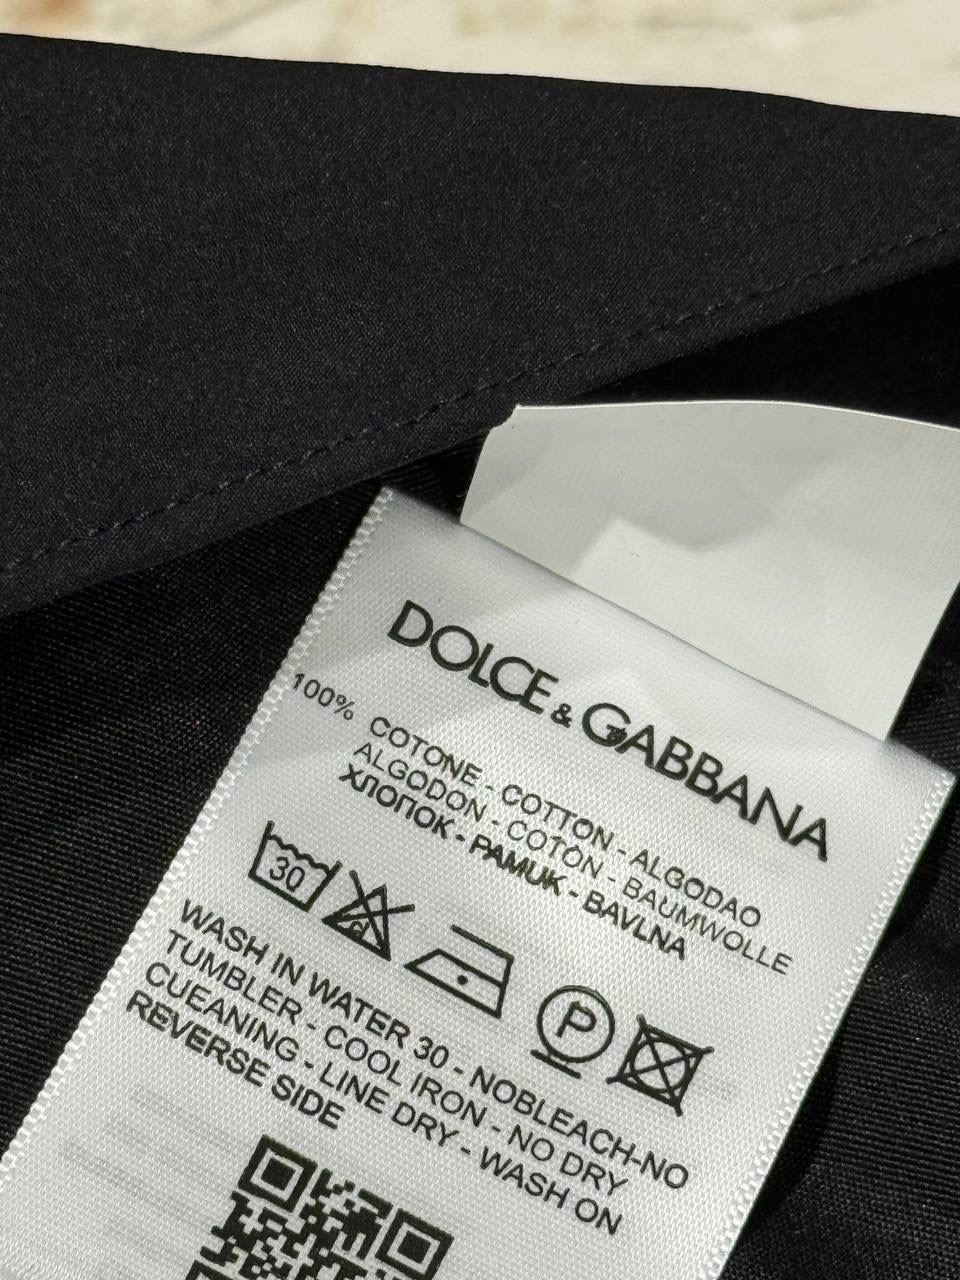 DOLCE & GABBANA
100% COTONE - COTTON - ALGODAO
ALGODON - COTON - BAUMWOLLE
ХЛОПОК - PAMUK - BAVLNA
30
P
WASH IN WATER 30 - NOBLEACH-NO
TUMBLER - COOL IRON - NO DRY
CUEANING - LINE DRY - WASH ON
REVERSE SIDE